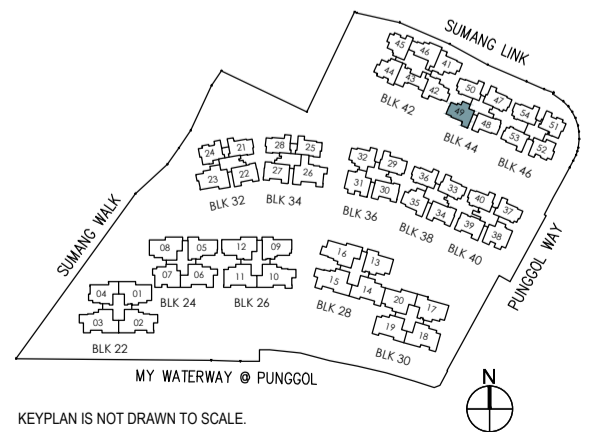 SUMANG LINK
45 46 41
44 43 42
BLK 42
50 47
49 48
BLK 44
54 51
53 52
BLK 46
24 21
23 22
BLK 32
28 25
27 26
BLK 34
32 29
31 30
BLK 36
36 33
35 34
BLK 38
40 37
39 38
BLK 40
SUMANG WALK
PUNGGOL WAY
08 05
07 06
BLK 24
12 09
11 10
BLK 26
16 13
15 14
BLK 28
20 17
19 18
BLK 30
04 01
03 02
BLK 22
MY WATERWAY @ PUNGGOL
N
KEYPLAN IS NOT DRAWN TO SCALE.